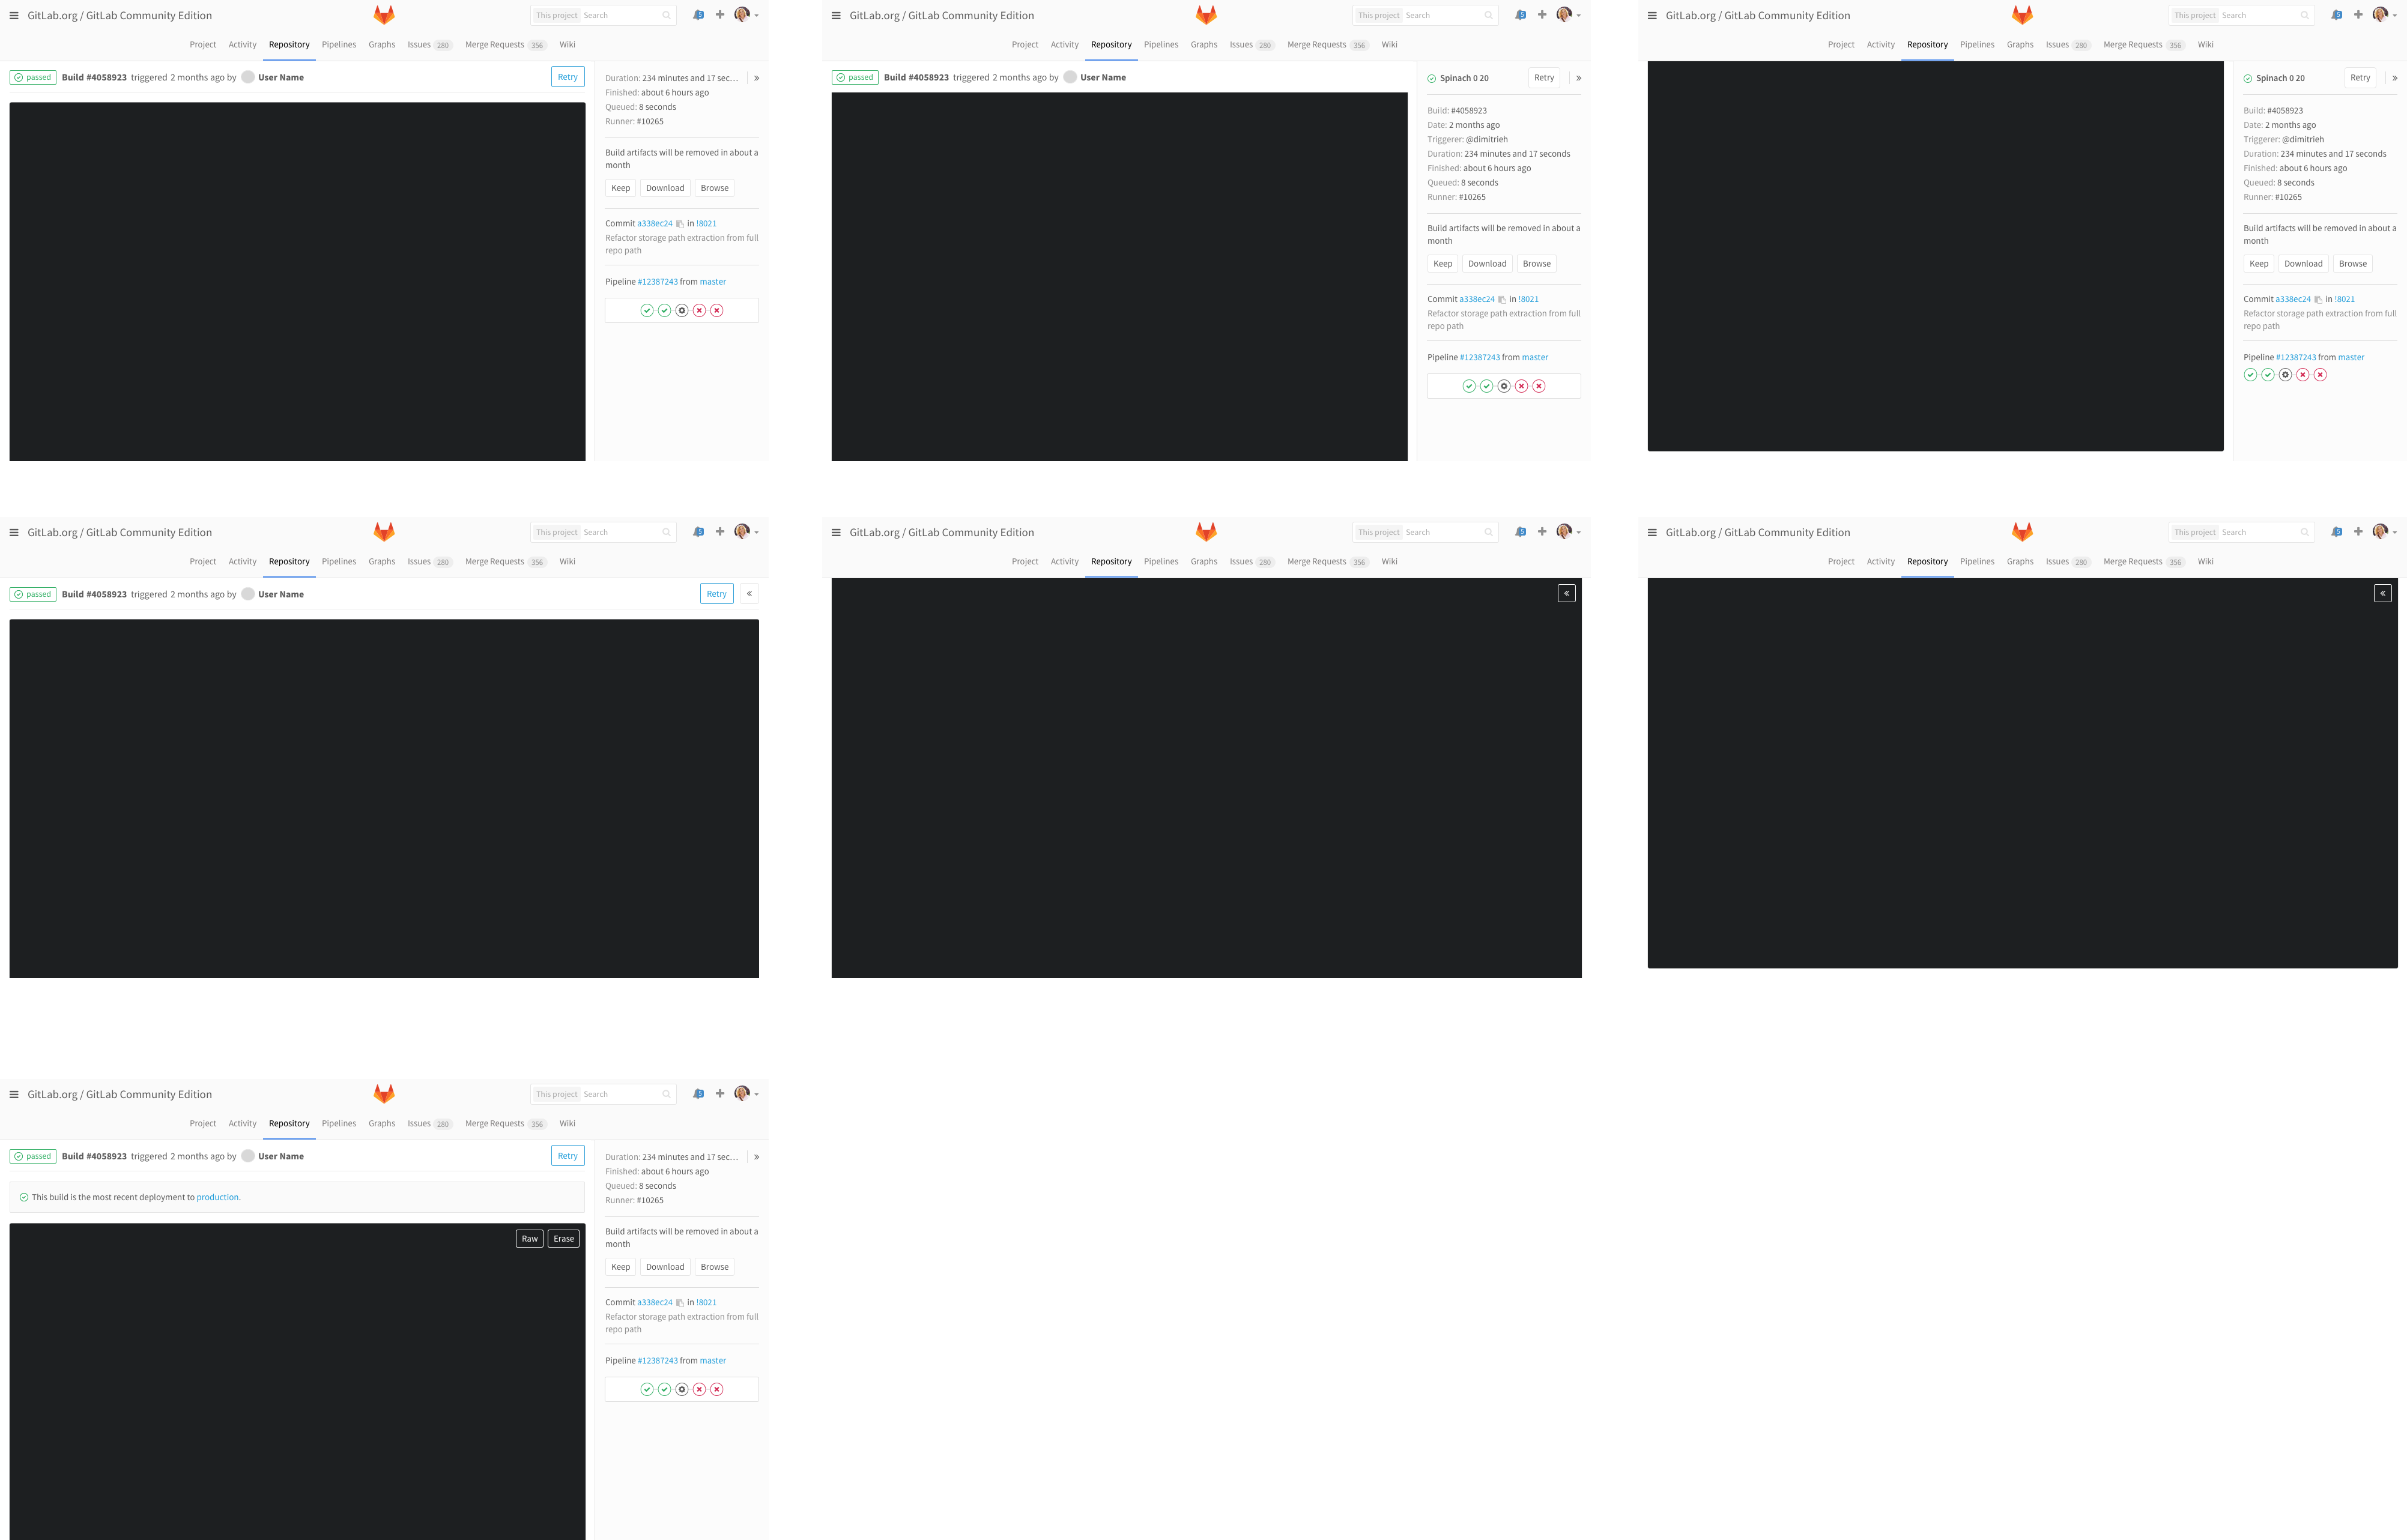 GitLab.org / GitLab Community Edition
This project Search
Project Activity Repository Pipelines Graphs Issues 280 Merge Requests 356 Wiki
passed Build #4058923 triggered 2 months ago by User Name Retry
Duration: 234 minutes and 17 sec...
Finished: about 6 hours ago
Queued: 8 seconds
Runner: #10265
Build artifacts will be removed in about a
month
Keep Download Browse
Commit a338ec24 in !8021
Refactor storage path extraction from full
repo path
Pipeline #12387243 from master
GitLab.org / GitLab Community Edition
This project Search
Project Activity Repository Pipelines Graphs Issues 280 Merge Requests 356 Wiki
passed Build #4058923 triggered 2 months ago by User Name
Spinach 0 20 Retry
Build: #4058923
Date: 2 months ago
Triggerer: @dimitrieh
Duration: 234 minutes and 17 seconds
Finished: about 6 hours ago
Queued: 8 seconds
Runner: #10265
Build artifacts will be removed in about a
month
Keep Download Browse
Commit a338ec24 in !8021
Refactor storage path extraction from full
repo path
Pipeline #12387243 from master
GitLab.org / GitLab Community Edition
This project Search
Project Activity Repository Pipelines Graphs Issues 280 Merge Requests 356 Wiki
Spinach 0 20 Retry
Build: #4058923
Date: 2 months ago
Triggerer: @dimitrieh
Duration: 234 minutes and 17 seconds
Finished: about 6 hours ago
Queued: 8 seconds
Runner: #10265
Build artifacts will be removed in about a
month
Keep Download Browse
Commit a338ec24 in !8021
Refactor storage path extraction from full
repo path
Pipeline #12387243 from master
GitLab.org / GitLab Community Edition
This project Search
Project Activity Repository Pipelines Graphs Issues 280 Merge Requests 356 Wiki
passed Build #4058923 triggered 2 months ago by User Name Retry
GitLab.org / GitLab Community Edition
This project Search
Project Activity Repository Pipelines Graphs Issues 280 Merge Requests 356 Wiki
GitLab.org / GitLab Community Edition
This project Search
Project Activity Repository Pipelines Graphs Issues 280 Merge Requests 356 Wiki
GitLab.org / GitLab Community Edition
This project Search
Project Activity Repository Pipelines Graphs Issues 280 Merge Requests 356 Wiki
passed Build #4058923 triggered 2 months ago by User Name Retry
This build is the most recent deployment to production.
Raw Erase
Duration: 234 minutes and 17 sec...
Finished: about 6 hours ago
Queued: 8 seconds
Runner: #10265
Build artifacts will be removed in about a
month
Keep Download Browse
Commit a338ec24 in !8021
Refactor storage path extraction from full
repo path
Pipeline #12387243 from master